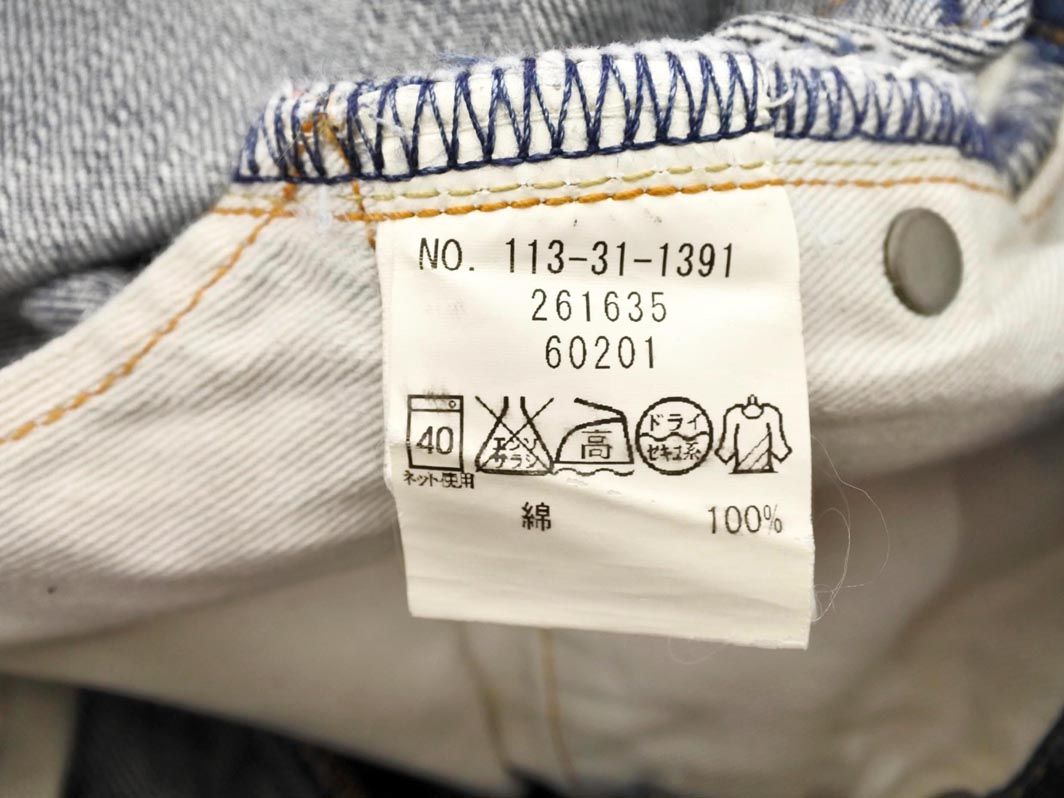 NO. 113-31-1391
261635
60201
40 エンソ サラシ 高 ドライ セキユ系
ネット使用
綿 100%